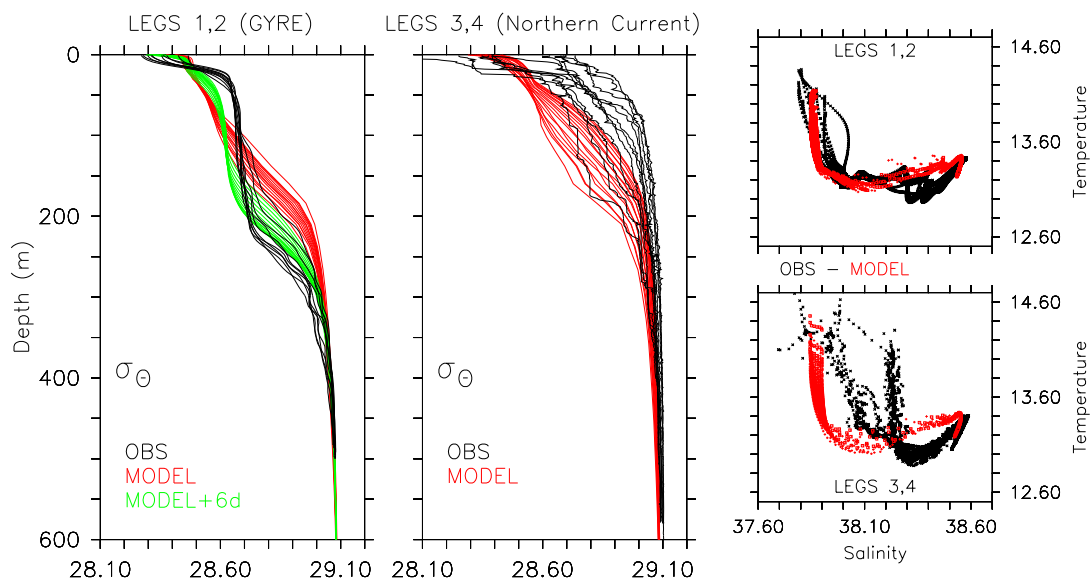 LEGS 1,2 (GYRE)
LEGS 3,4 (Northern Current)
0
200
400
600
Depth (m)
σΘ
OBS
MODEL
MODEL+6d
28.10
28.60
29.10
σΘ
OBS
MODEL
28.10
28.60
29.10
LEGS 1,2
14.60
13.60
12.60
Temperature
OBS – MODEL
14.60
13.60
12.60
Temperature
LEGS 3,4
37.60
38.10
38.60
Salinity